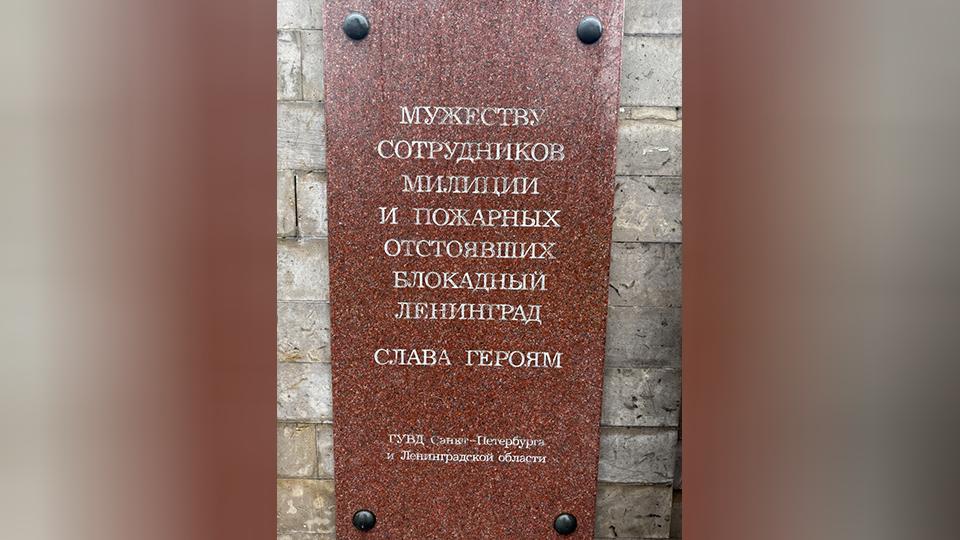 МУЖЕСТВУ
СОТРУДНИКОВ
МИЛИЦИИ
И ПОЖАРНЫХ
ОТСТОЯВШИХ
БЛОКАДНЫЙ
ЛЕНИНГРАД
СЛАВА ГЕРОЯМ
ГУВД Санкт-Петербурга
и Ленинградской области